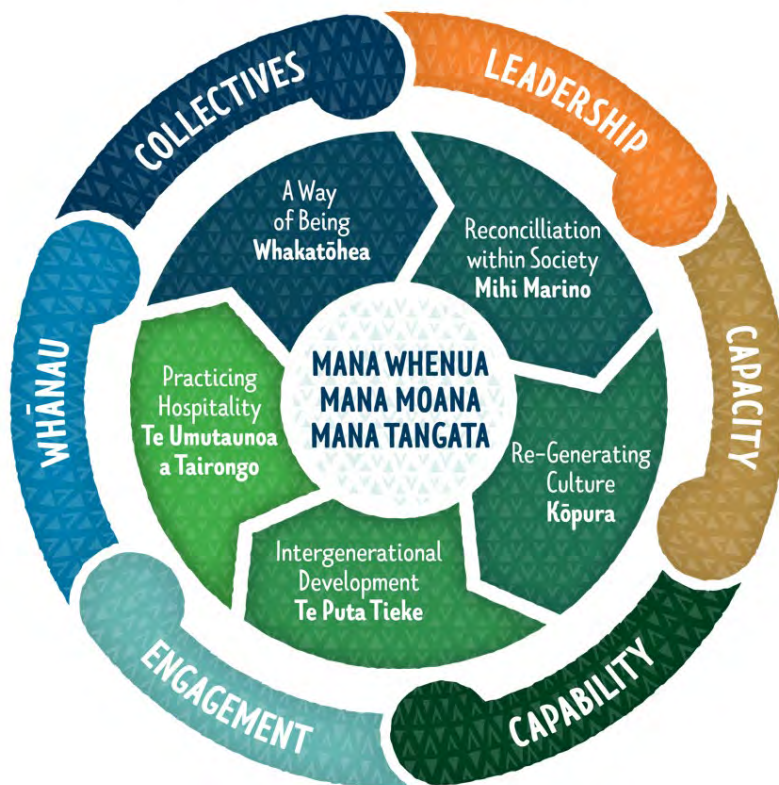 COLLECTIVES
LEADERSHIP
CAPACITY
CAPABILITY
ENGAGEMENT
WHĀNAU
A Way
of Being
Whakatōhea
Reconcilliation
within Society
Mihi Marino
Re-Generating
Culture
Kōpura
Intergenerational
Development
Te Puta Tieke
Practicing
Hospitality
Te Umutaunoa
a Tairongo
MANA WHENUA
MANA MOANA
MANA TANGATA